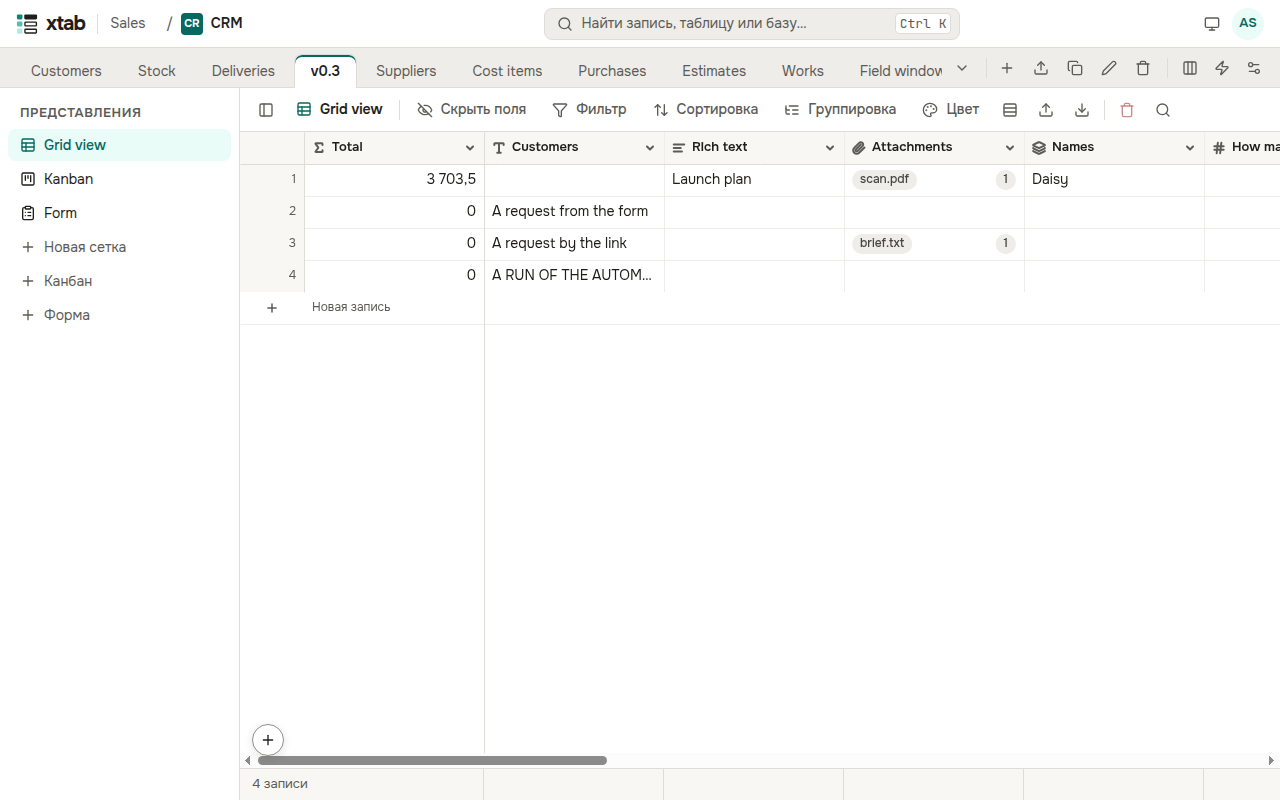 xtab Sales / CR CRM Найти запись, таблицу или базу... Ctrl K AS
Customers Stock Deliveries v0.3 Suppliers Cost items Purchases Estimates Works Field window
ПРЕДСТАВЛЕНИЯ
Grid view
Kanban
Form
Новая сетка
Канбан
Форма
Grid view Скрыть поля Фильтр Сортировка Группировка Цвет
Total Customers Rich text Attachments Names How ma
1 3 703,5 Launch plan scan.pdf 1 Daisy
2 0 A request from the form
3 0 A request by the link brief.txt 1
4 0 A RUN OF THE AUTOM...
Новая запись
4 записи